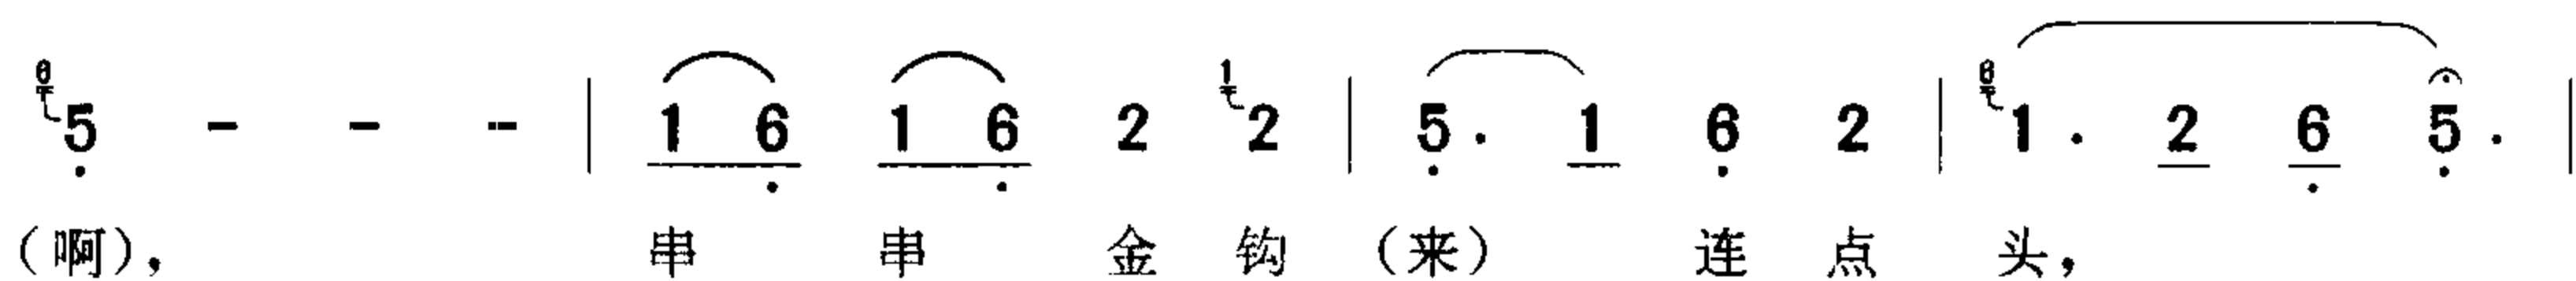 5 - - - | 1 6 1 6 2 2 | 5 . 1 6 2 | 1 . 2 6 5 . |
(啊), 串 串 金 钩 (来) 连 点 头,